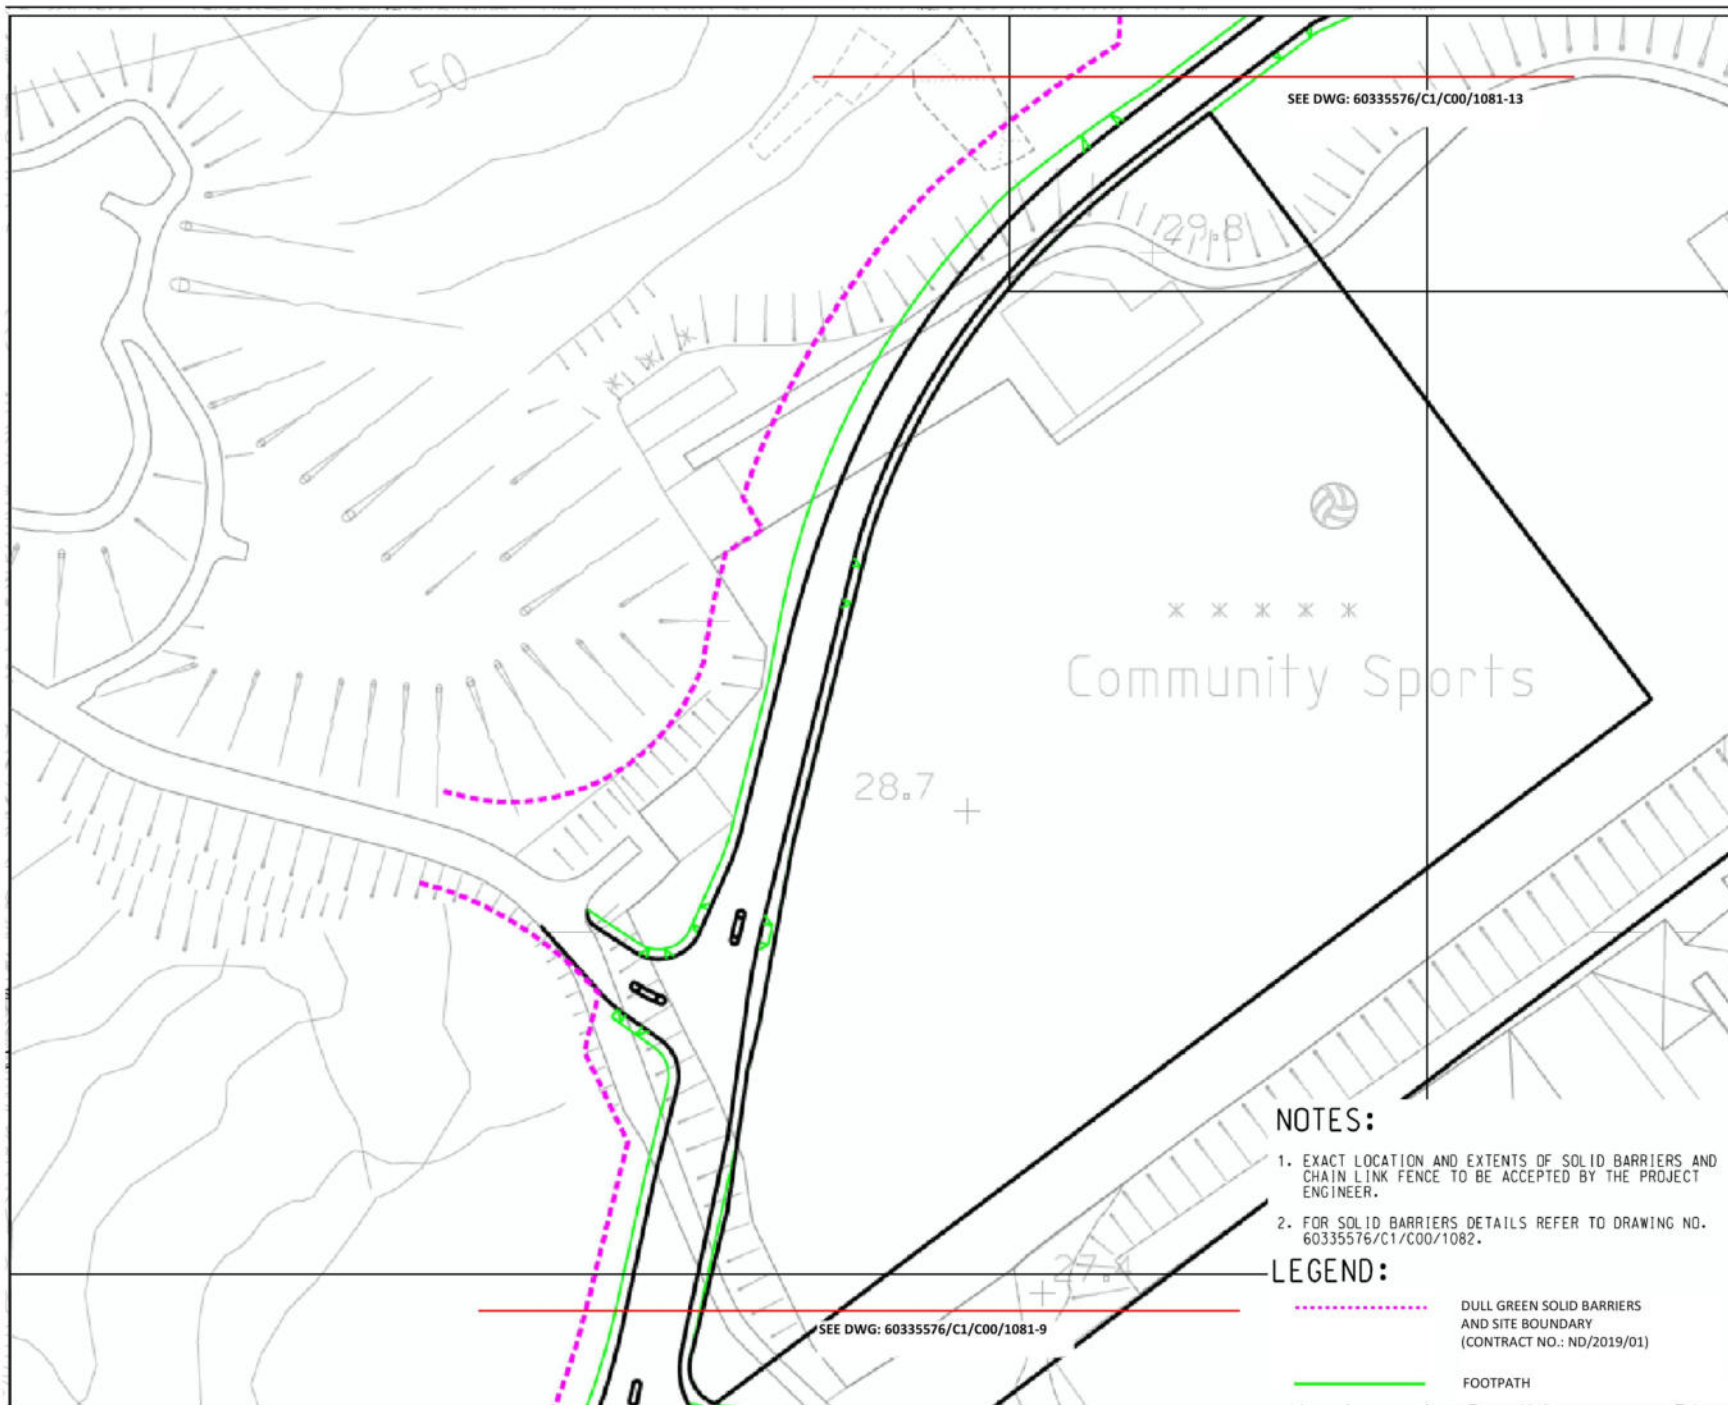 50
SEE DWG: 60335576/C1/C00/1081-13
29.8
Community Sports
28.7
NOTES:
1. EXACT LOCATION AND EXTENTS OF SOLID BARRIERS AND
CHAIN LINK FENCE TO BE ACCEPTED BY THE PROJECT
ENGINEER.
2. FOR SOLID BARRIERS DETAILS REFER TO DRAWING NO.
60335576/C1/C00/1082.
LEGEND:
DULL GREEN SOLID BARRIERS
AND SITE BOUNDARY
(CONTRACT NO.: ND/2019/01)
SEE DWG: 60335576/C1/C00/1081-9
FOOTPATH